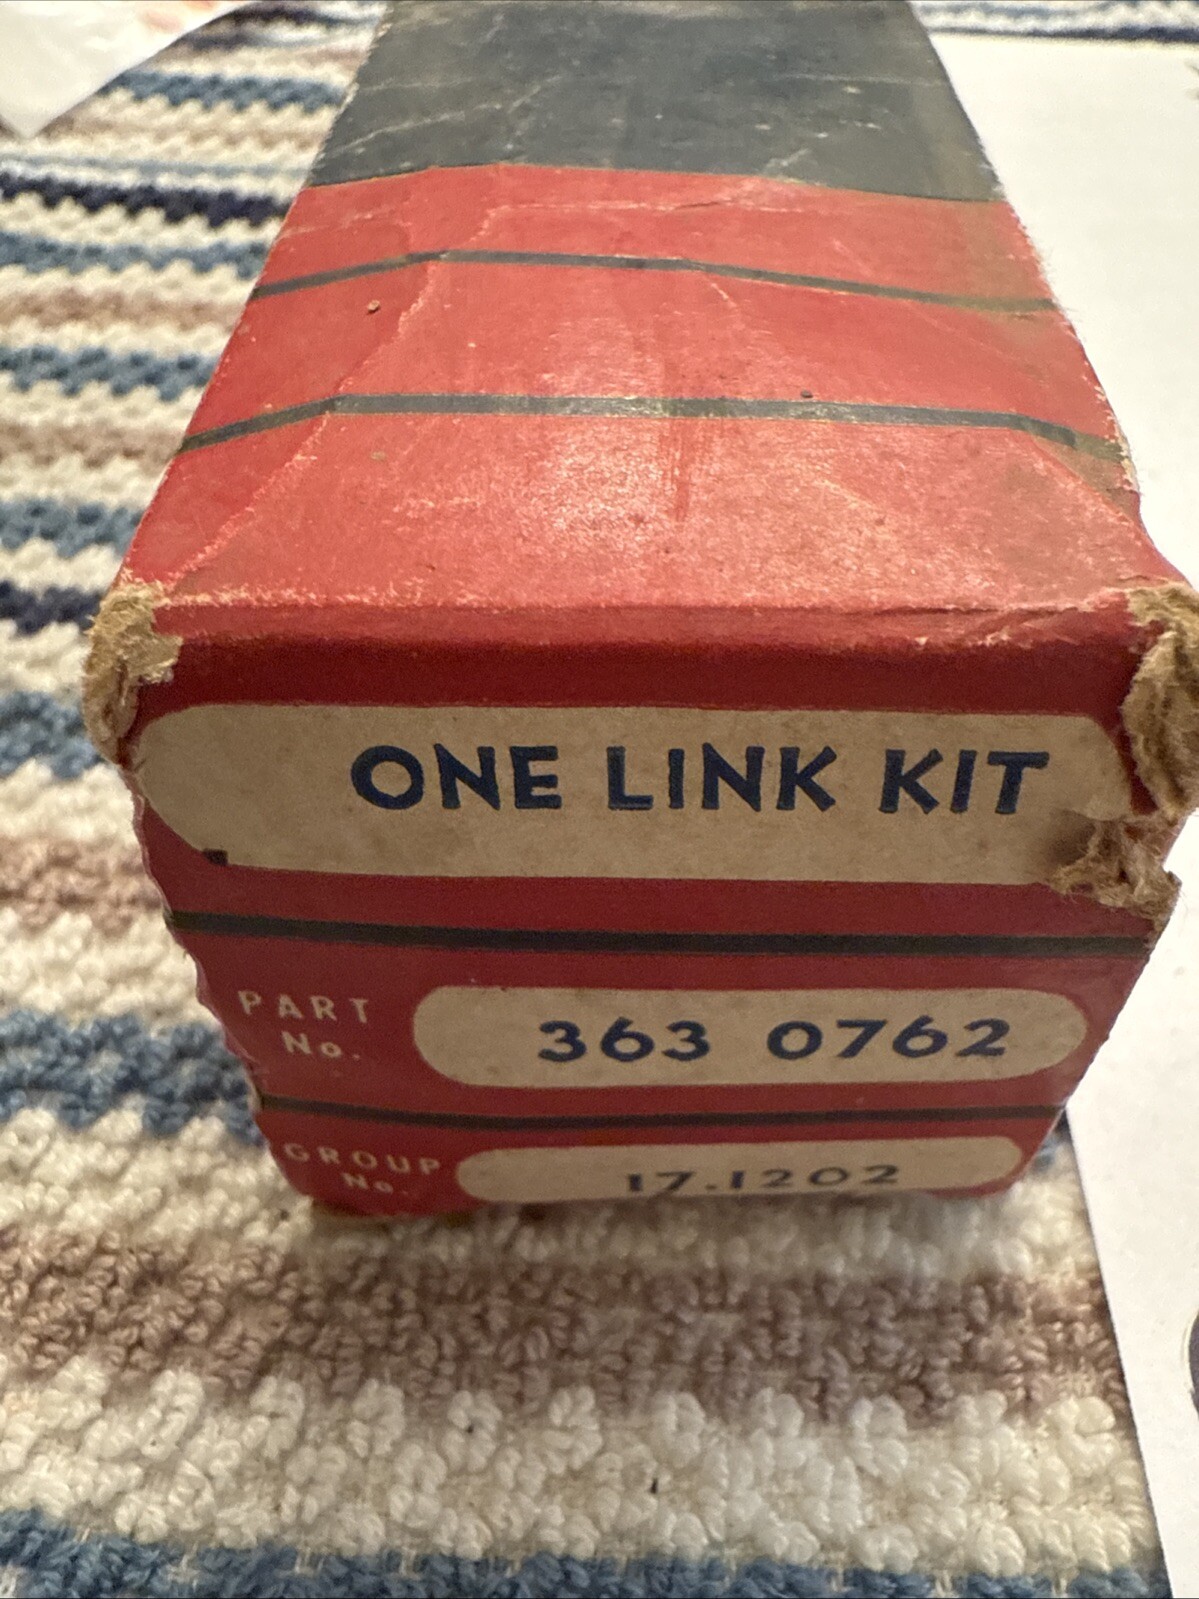 ONE LINK KIT
PART No. 363 0762
GROUP No. 17.1202